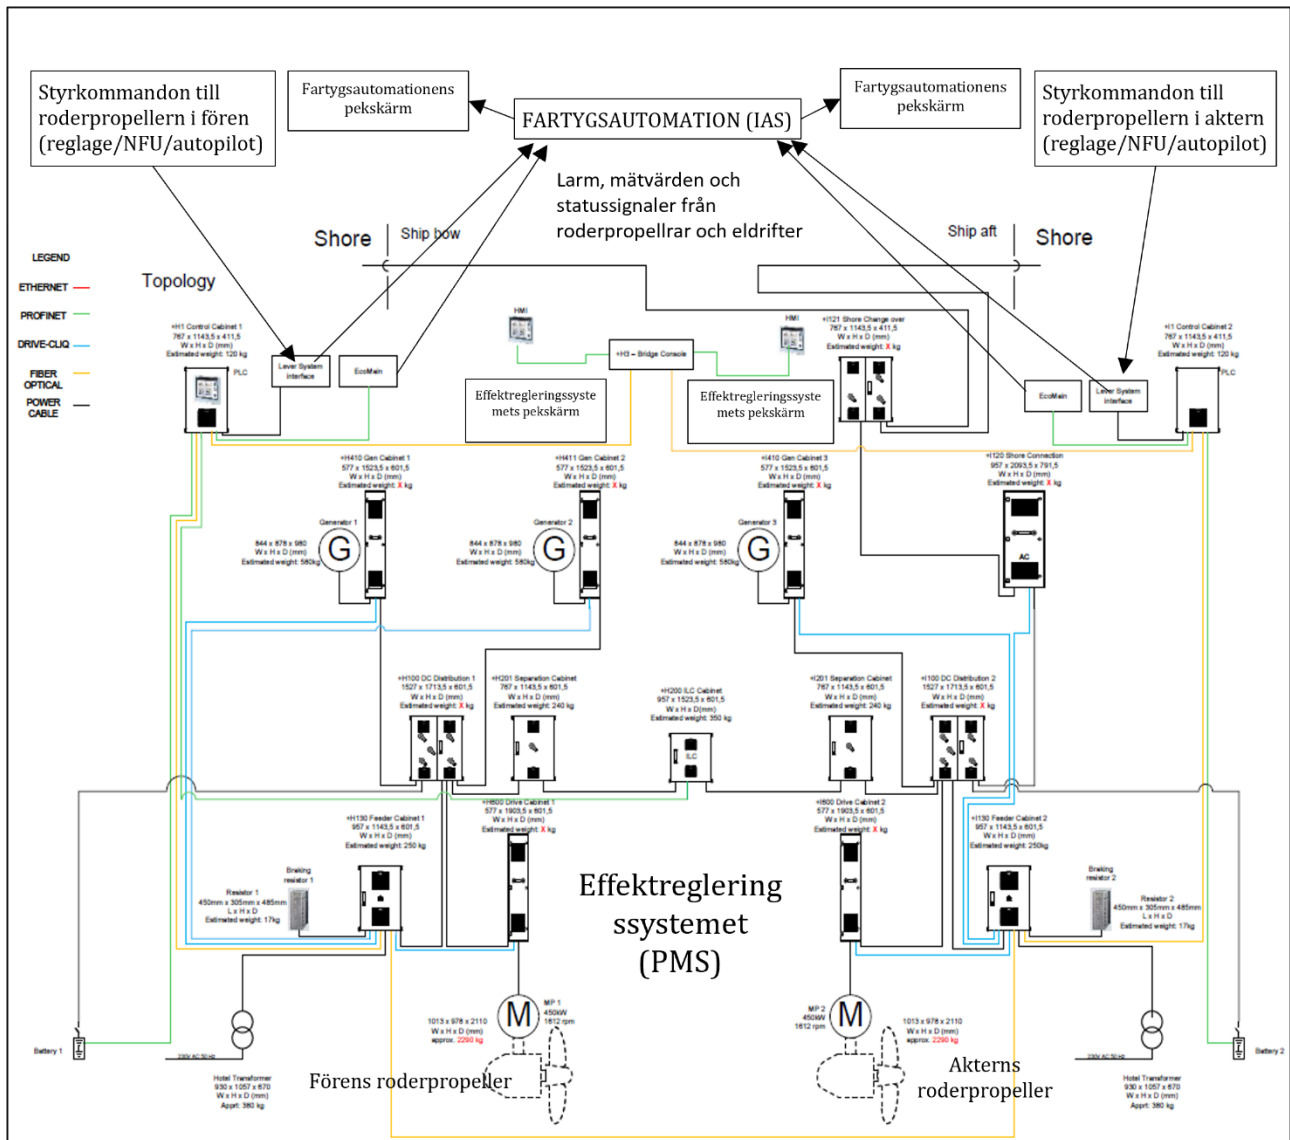 Styrkommandon till
roderpropellern i fören
(reglage/NFU/autopilot)
Fartygsautomationens
pekskärm
FARTYGSAUTOMATION (IAS)
Fartygsautomationens
pekskärm
Styrkommandon till
roderpropellern i aktern
(reglage/NFU/autopilot)
Larm, mätvärden och
statussignaler från
roderpropellrar och eldrifter
Shore
Ship bow
Ship aft
Shore
LEGEND
ETHERNET
PROFINET
DRIVE-CLIQ
FIBER
OPTICAL
POWER
CABLE
Topology
+H1 Control Cabinet 1
767 x 1143,5 x 411,5
W x H x D (mm)
Estimated weight: 120 kg
PLC
Lever System
interface
EcoMain
HMI
+H3 – Bridge Console
HMI
+I121 Shore Change over
767 x 1143,5 x 411,5
W x H x D (mm)
Estimated weight: X kg
+I1 Control Cabinet 2
767 x 1143,5 x 411,5
W x H x D (mm)
Estimated weight: 120 kg
PLC
EcoMain
Lever System
interface
Effektregleringssyste
mets pekskärm
Effektregleringssyste
mets pekskärm
+H410 Gen Cabinet 1
577 x 1523,5 x 601,5
W x H x D (mm)
Estimated weight: X kg
+H411 Gen Cabinet 2
577 x 1523,5 x 601,5
W x H x D (mm)
Estimated weight: X kg
+I410 Gen Cabinet 3
577 x 1523,5 x 601,5
W x H x D (mm)
Estimated weight: X kg
+I120 Shore Connection
957 x 2093,5 x 791,5
W x H x D (mm)
Estimated weight: X kg
AC
Generator 1
G
844 x 878 x 980
W x H x D (mm)
Estimated weight: 580kg
Generator 2
G
844 x 878 x 980
W x H x D (mm)
Estimated weight: 580kg
Generator 3
G
844 x 878 x 980
W x H x D (mm)
Estimated weight: 580kg
+H100 DC Distribution 1
1527 x 1713,5 x 601,5
W x H x D (mm)
Estimated weight: X kg
+H201 Separation Cabinet
767 x 1143,5 x 601,5
W x H x D (mm)
Estimated weight: 240 kg
+H200 ILC Cabinet
957 x 1523,5 x 601,5
W x H x D(mm)
Estimated weight: 350 kg
ILC
+I201 Separation Cabinet
767 x 1143,5 x 601,5
W x H x D (mm)
Estimated weight: 240 kg
+I100 DC Distribution 2
1527 x 1713,5 x 601,5
W x H x D (mm)
Estimated weight: X kg
+H130 Feeder Cabinet 1
957 x 1143,5 x 601,5
W x H x D (mm)
Estimated weight: 250 kg
+H600 Drive Cabinet 1
577 x 1903,5 x 601,5
W x H x D (mm)
Estimated weight: X kg
+I600 Drive Cabinet 2
577 x 1903,5 x 601,5
W x H x D (mm)
Estimated weight: X kg
+I130 Feeder Cabinet 2
957 x 1143,5 x 601,5
W x H x D (mm)
Estimated weight: 250kg
Braking
resistor 1
Resistor 1
450mm x 305mm x 485mm
L x H x D
Estimated weight: 17kg
Braking
resistor 2
Resistor 2
450mm x 305mm x 485mm
L x H x D
Estimated weight: 17kg
Effektreglering
ssystemet
(PMS)
M
MP 1
450kW
1612 rpm
1013 x 978 x 2110
W x H x D (mm)
approx. 2290 kg
MP 2
450kW
1612 rpm
M
1013 x 978 x 2110
W x H x D (mm)
approx. 2290 kg
Förens roderpropeller
Akterns
roderpropeller
Battery 1
230V AC 50 Hz
Hotel Transformer
930 x 1057 x 670
W x H x D (mm)
Apprt: 380 kg
230V AC 50 Hz
Hotel Transformer
930 x 1057 x 670
W x H x D (mm)
Apprt: 380 kg
Battery 2